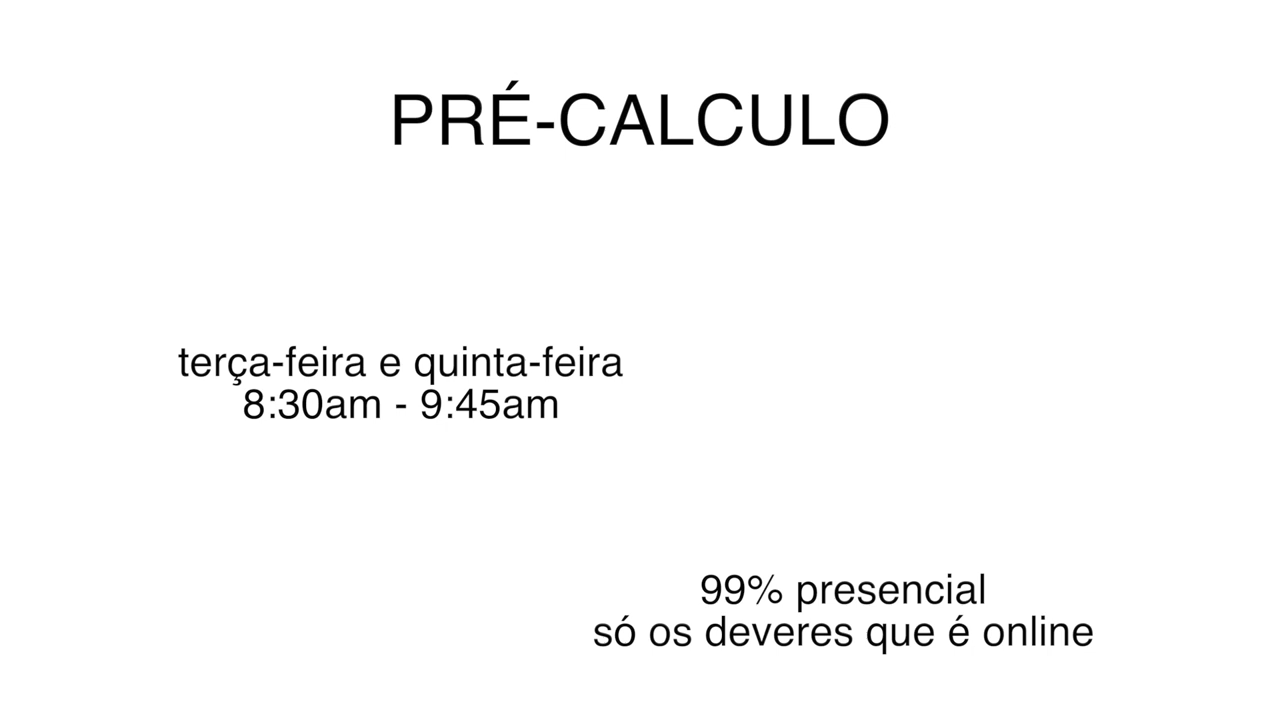 PRÉ-CALCULO
terça-feira e quinta-feira
8:30am - 9:45am
99% presencial
só os deveres que é online